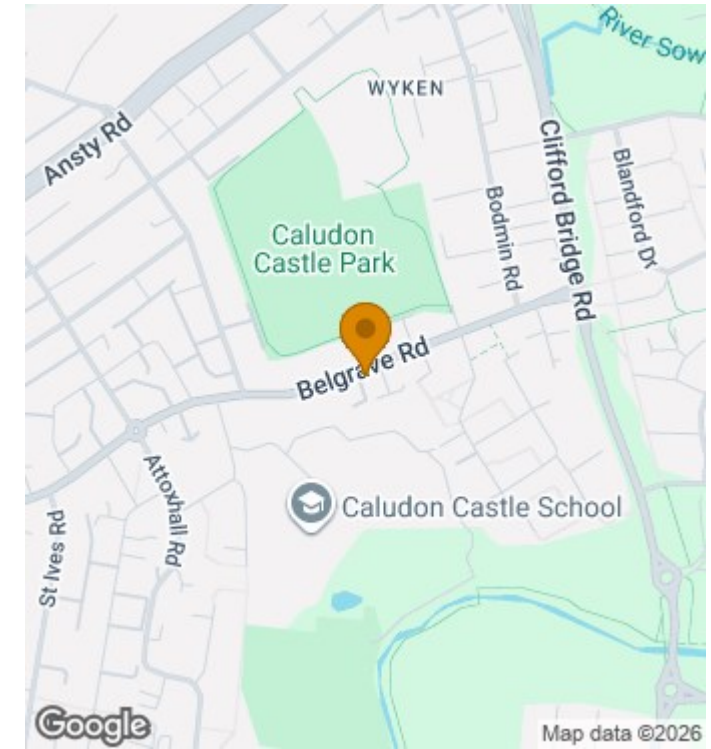 River Sow
WYKEN
Ansty Rd
Clifford Bridge Rd
Blandford Dr
Bodmin Rd
Caludon
Castle Park
Belgrave Rd
Attoxhall Rd
Caludon Castle School
St Ives Rd
Google
Map data ©2026